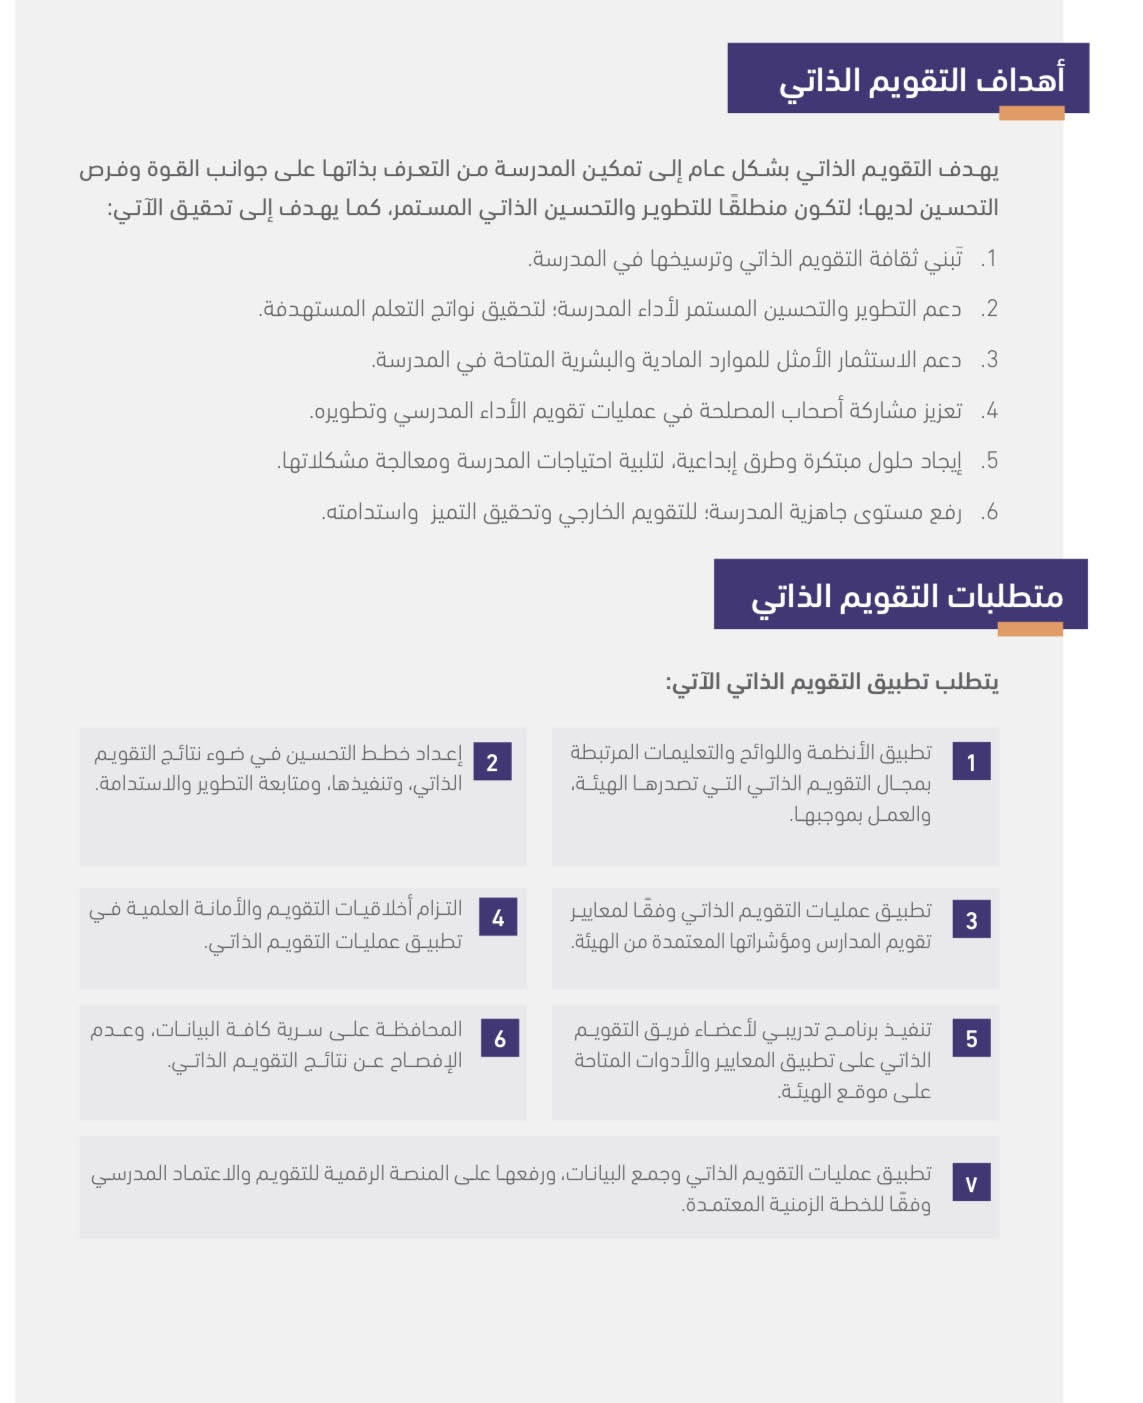 أهداف التقويم الذاتي
يهدف التقويم الذاتي بشكل عام إلى تمكين المدرسة من التعرف بذاتها على جوانب القوة وفرص
التحسين لديها؛ لتكون منطلقًا للتطوير والتحسين الذاتي المستمر، كما يهدف إلى تحقيق الآتي:
1. تَبني ثقافة التقويم الذاتي وترسيخها في المدرسة.
2. دعم التطوير والتحسين المستمر لأداء المدرسة؛ لتحقيق نواتج التعلم المستهدفة.
3. دعم الاستثمار الأمثل للموارد المادية والبشرية المتاحة في المدرسة.
4. تعزيز مشاركة أصحاب المصلحة في عمليات تقويم الأداء المدرسي وتطويره.
5. إيجاد حلول مبتكرة وطرق إبداعية، لتلبية احتياجات المدرسة ومعالجة مشكلاتها.
6. رفع مستوى جاهزية المدرسة؛ للتقويم الخارجي وتحقيق التميز واستدامته.
متطلبات التقويم الذاتي
يتطلب تطبيق التقويم الذاتي الآتي:
1 تطبيق الأنظمة واللوائح والتعليمات المرتبطة
بمجال التقويم الذاتي التي تصدرها الهيئة،
والعمل بموجبها.
2 إعداد خطط التحسين في ضوء نتائج التقويم
الذاتي، وتنفيذها، ومتابعة التطوير والاستدامة.
3 تطبيق عمليات التقويم الذاتي وفقًا لمعايير
تقويم المدارس ومؤشراتها المعتمدة من الهيئة.
4 التزام أخلاقيات التقويم والأمانة العلمية في
تطبيق عمليات التقويم الذاتي.
5 تنفيذ برنامج تدريبي لأعضاء فريق التقويم
الذاتي على تطبيق المعايير والأدوات المتاحة
على موقع الهيئة.
6 المحافظة على سرية كافة البيانات، وعدم
الإفصاح عن نتائج التقويم الذاتي.
٧ تطبيق عمليات التقويم الذاتي وجمع البيانات، ورفعها على المنصة الرقمية للتقويم والاعتماد المدرسي
وفقًا للخطة الزمنية المعتمدة.